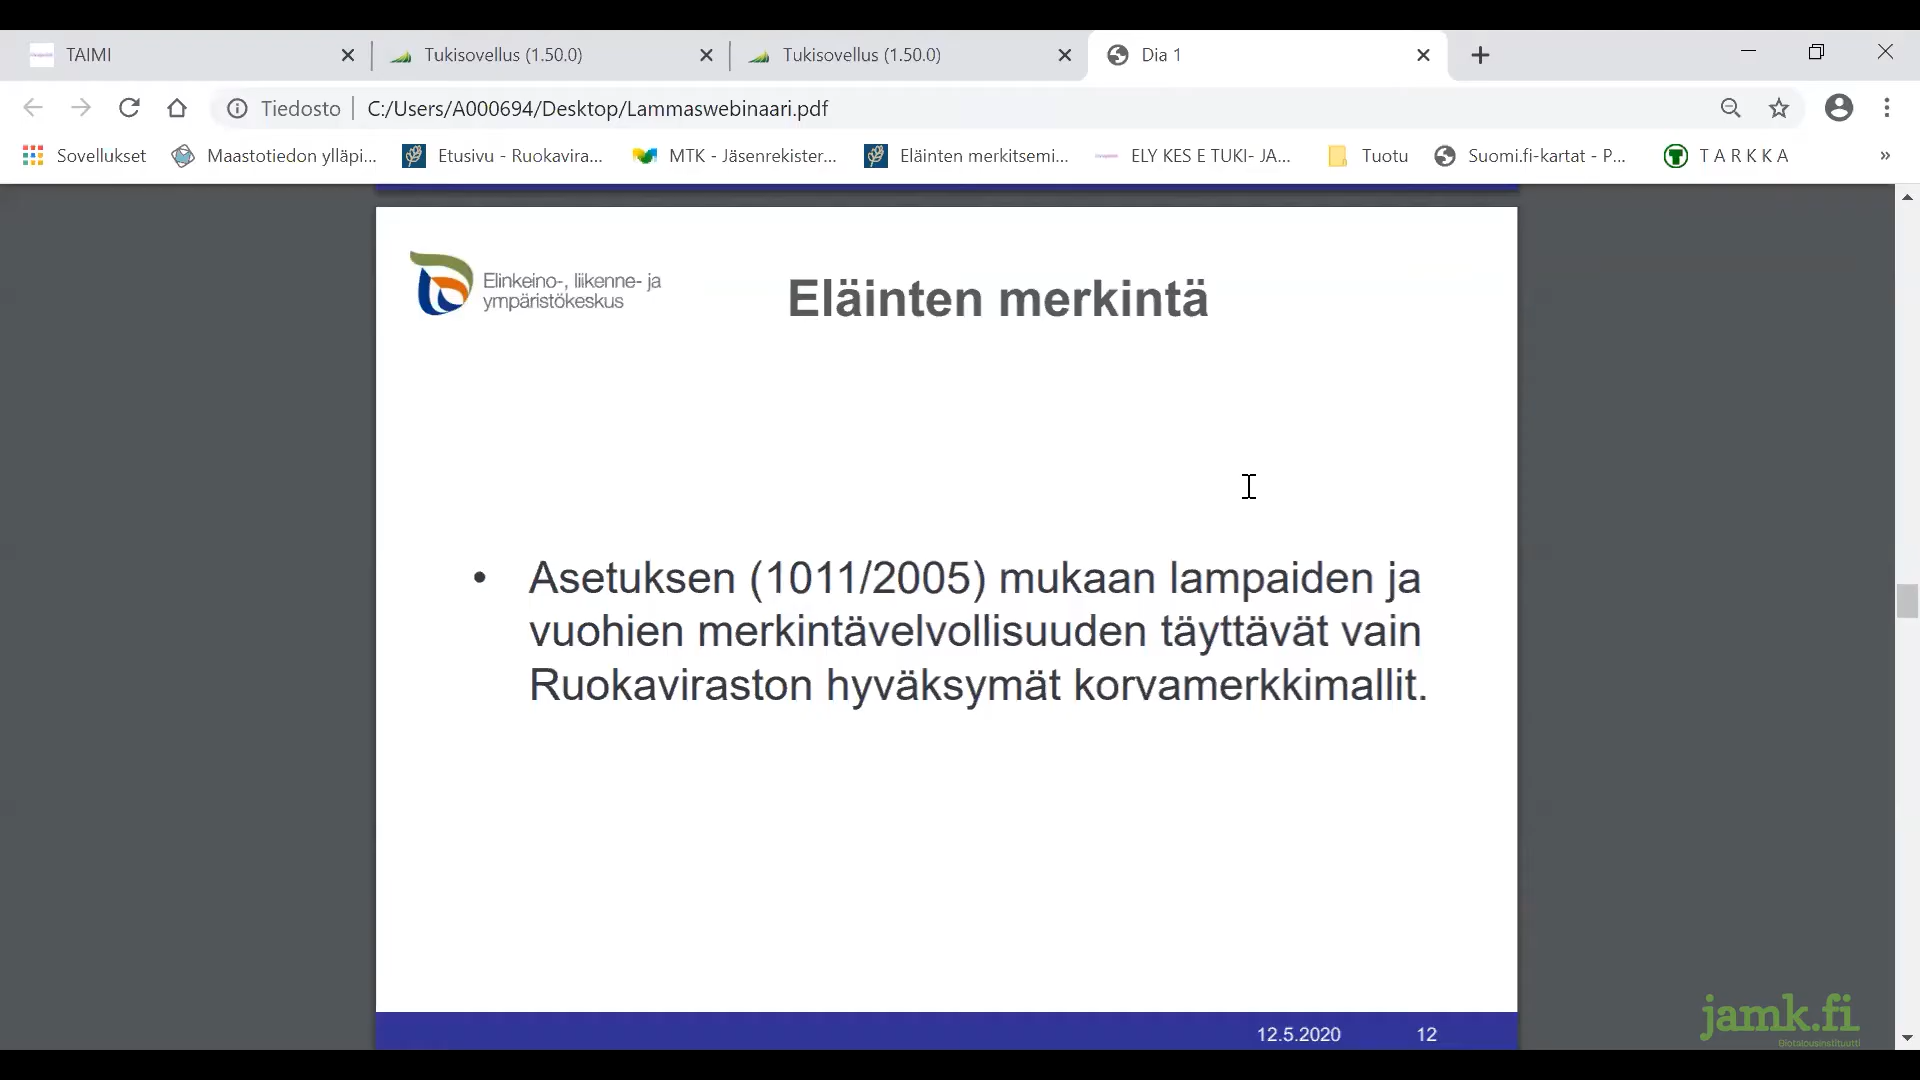 TAIMI
Tukisovellus (1.50.0)
Tukisovellus (1.50.0)
Dia 1
Tiedosto
C:/Users/A000694/Desktop/Lammaswebinaari.pdf
Sovellukset
Maastotiedon ylläpi...
Etusivu - Ruokavira...
MTK - Jäsenrekister...
Eläinten merkitsemi...
ELY KES E TUKI- JA...
Tuotu
Suomi.fi-kartat - P...
T A R K K A
»
Elinkeino-, liikenne- ja
ympäristökeskus
Eläinten merkintä
• Asetuksen (1011/2005) mukaan lampaiden ja
vuohien merkintävelvollisuuden täyttävät vain
Ruokaviraston hyväksymät korvamerkkimallit.
12.5.2020
12
jamk.fi
Biotalousinstituutti